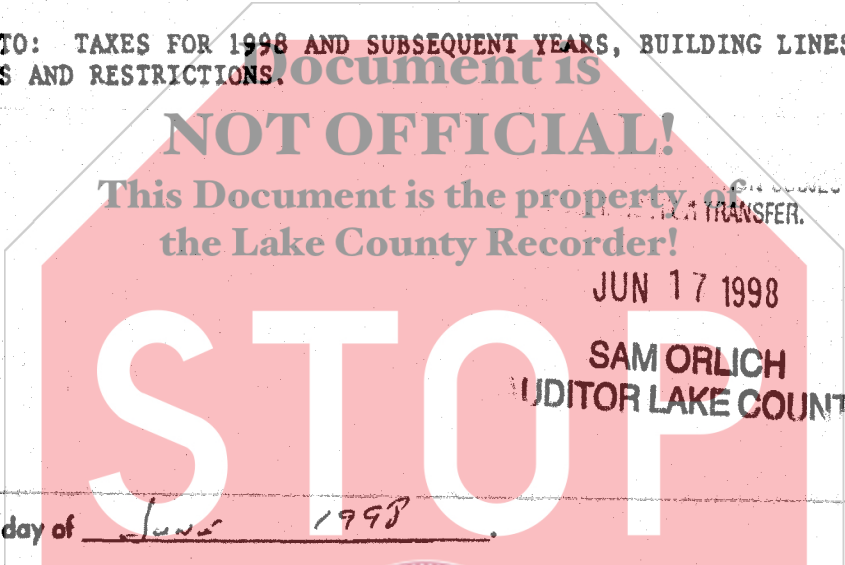 TO: TAXES FOR 1998 AND SUBSEQUENT YEARS, BUILDING LINES
S AND RESTRICTIONS.
Document is
NOT OFFICIAL!
This Document is the property of
the Lake County Recorder!
TRANSFER.
JUN 17 1998
SAM ORLICH
UDITOR LAKE COUNT
STOP
day of June 1998.